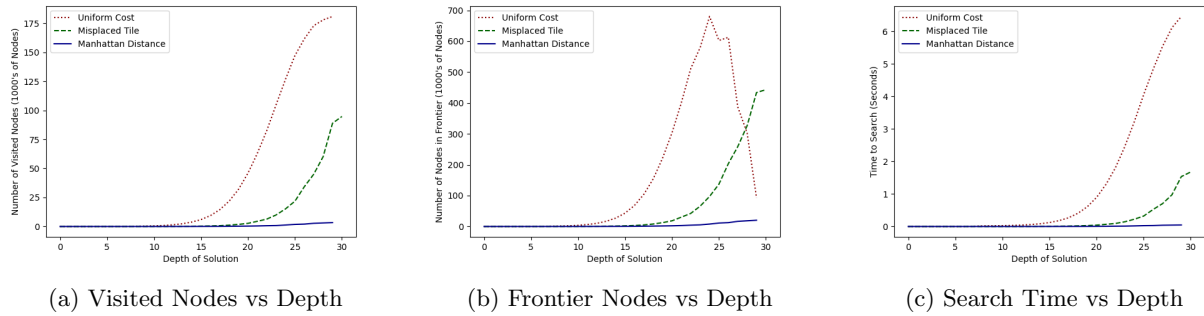 Uniform Cost
Misplaced Tile
Manhattan Distance
Number of Visited Nodes (1000's of Nodes)
175
150
125
100
75
50
25
0
0 5 10 15 20 25 30
Depth of Solution
(a) Visited Nodes vs Depth
Uniform Cost
Misplaced Tile
Manhattan Distance
Number of Nodes in Frontier (1000's of Nodes)
700
600
500
400
300
200
100
0
0 5 10 15 20 25 30
Depth of Solution
(b) Frontier Nodes vs Depth
Uniform Cost
Misplaced Tile
Manhattan Distance
Time to Search (Seconds)
6
5
4
3
2
1
0
0 5 10 15 20 25 30
Depth of Solution
(c) Search Time vs Depth